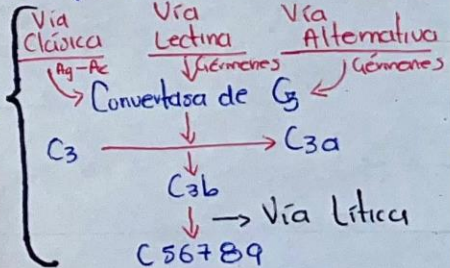 Vía Vía Vía
Clásica Lectina Alternativa
Ag-Ac Gérmenes Gérmenes
Convertasa de C3
C3 → C3a
C3b
→ Vía Lítica
C56789